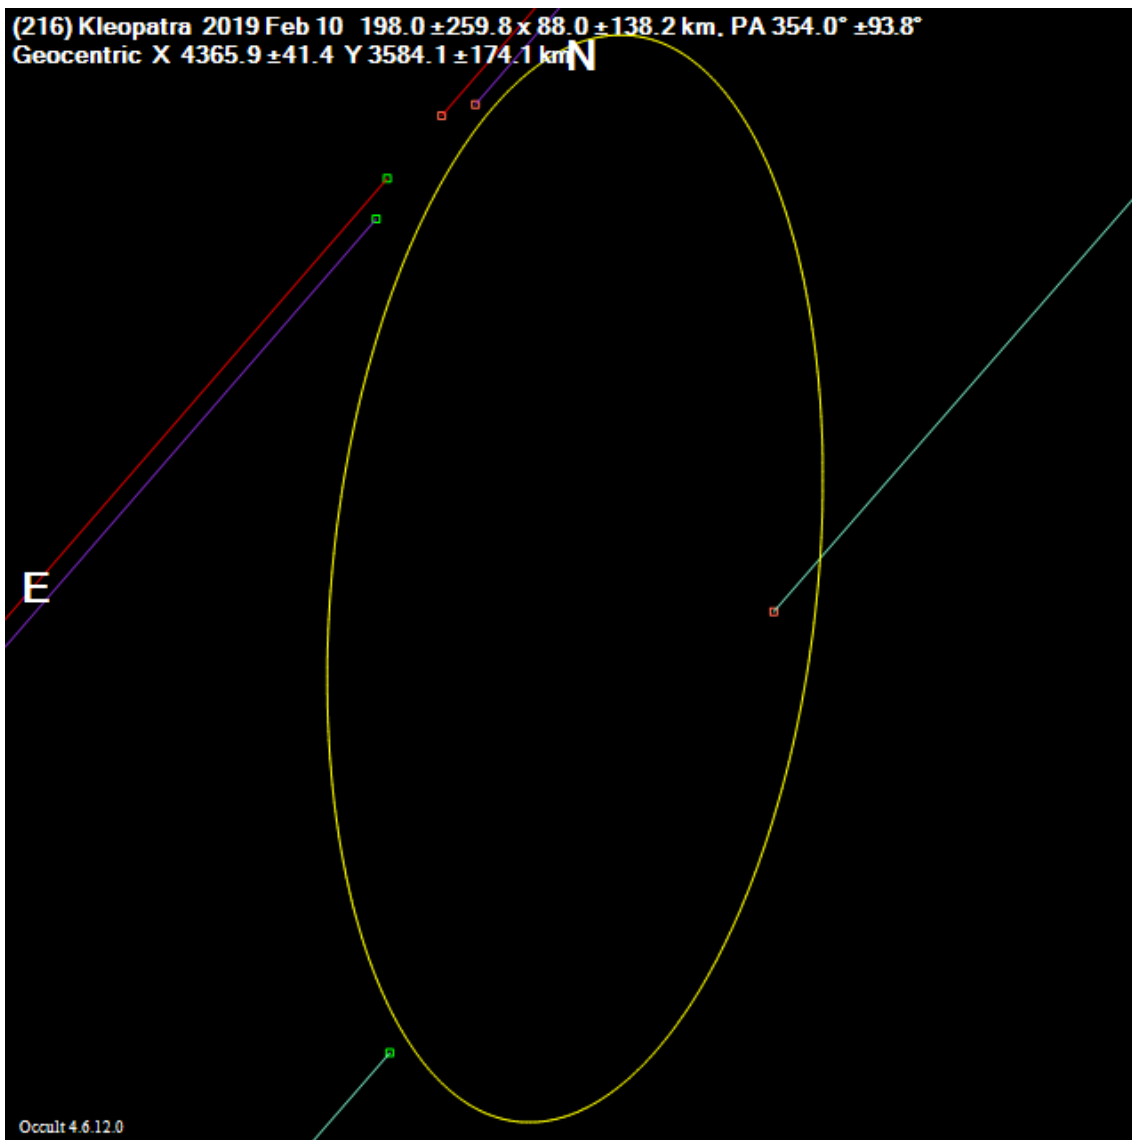 (216) Kleopatra 2019 Feb 10 198.0 ±259.8 x 88.0 ±138.2 km, PA 354.0° ±93.8°
Geocentric X 4365.9 ±41.4 Y 3584.1 ±174.1 km
N
E
Occult 4.6.12.0